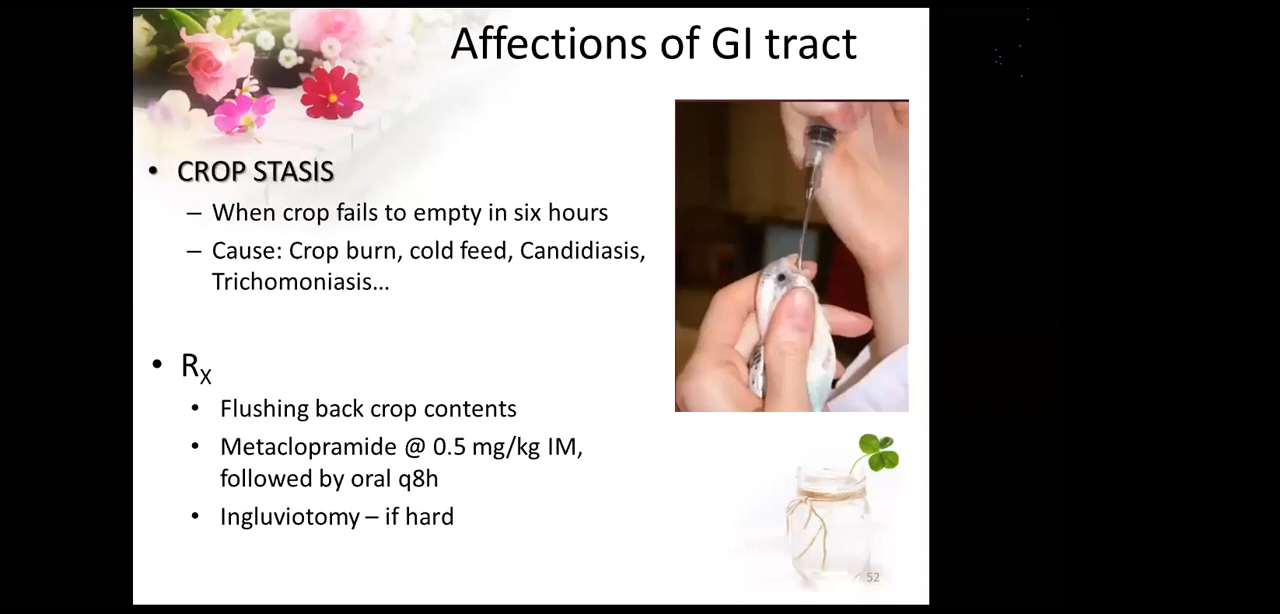 Affections of GI tract
• CROP STASIS
– When crop fails to empty in six hours
– Cause: Crop burn, cold feed, Candidiasis,
Trichomoniasis...
• RX
• Flushing back crop contents
• Metaclopramide @ 0.5 mg/kg IM,
followed by oral q8h
• Ingluviotomy – if hard
52